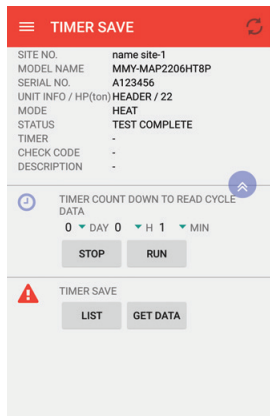 TIMER SAVE
SITE NO. name site-1
MODEL NAME MMY-MAP2206HT8P
SERIAL NO. A123456
UNIT INFO / HP(ton) HEADER / 22
MODE HEAT
STATUS TEST COMPLETE
TIMER -
CHECK CODE -
DESCRIPTION -
TIMER COUNT DOWN TO READ CYCLE
DATA
0 DAY 0 H 1 MIN
STOP RUN
TIMER SAVE
LIST GET DATA